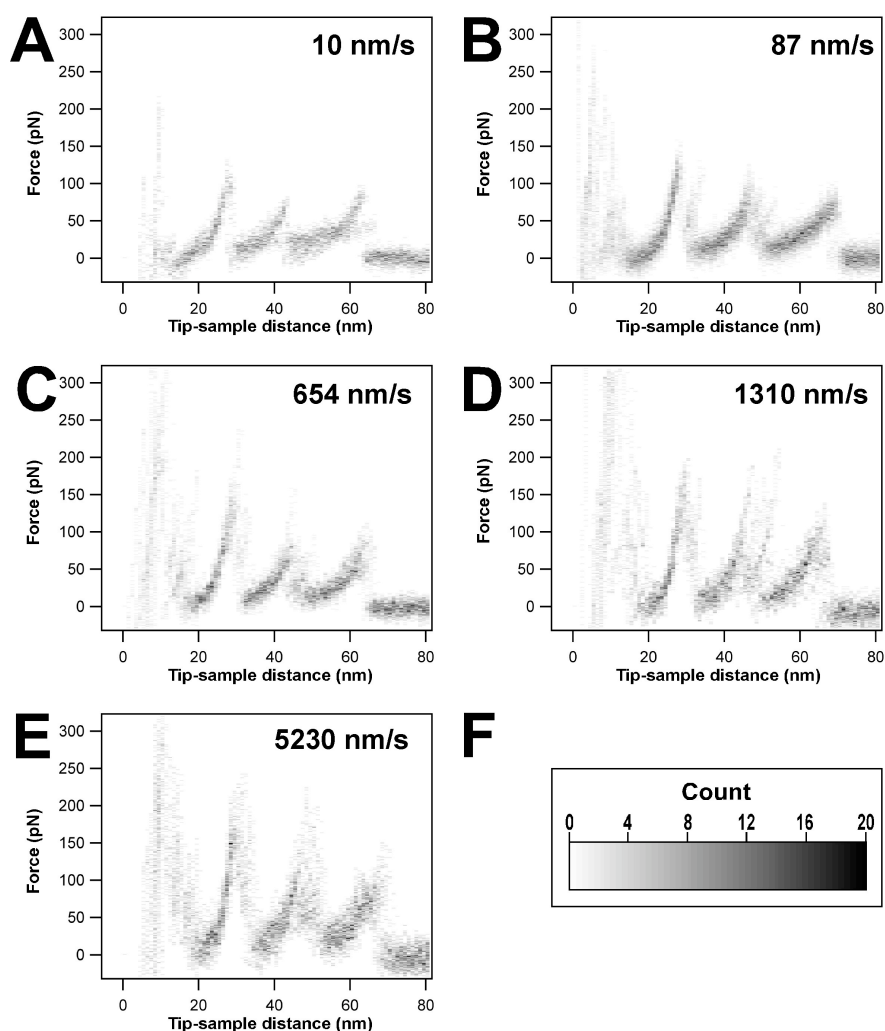 A
10 nm/s
300
250
200
150
100
50
0
Force (pN)
0 20 40 60 80
Tip-sample distance (nm)
B
87 nm/s
300
250
200
150
100
50
0
Force (pN)
0 20 40 60 80
Tip-sample distance (nm)
C
654 nm/s
300
250
200
150
100
50
0
Force (pN)
0 20 40 60 80
Tip-sample distance (nm)
D
1310 nm/s
300
250
200
150
100
50
0
Force (pN)
0 20 40 60 80
Tip-sample distance (nm)
E
5230 nm/s
300
250
200
150
100
50
0
Force (pN)
0 20 40 60 80
Tip-sample distance (nm)
F
Count
0 4 8 12 16 20